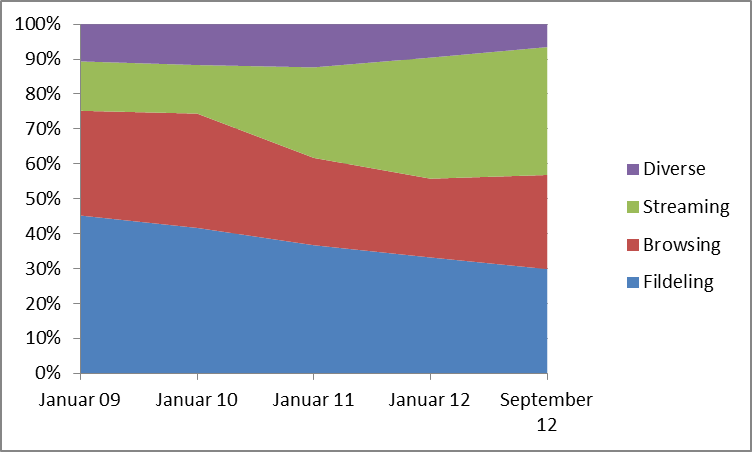 100%
90%
80%
70%
60%
50%
40%
30%
20%
10%
0%
Januar 09
Januar 10
Januar 11
Januar 12
September
12
Diverse
Streaming
Browsing
Fildeling